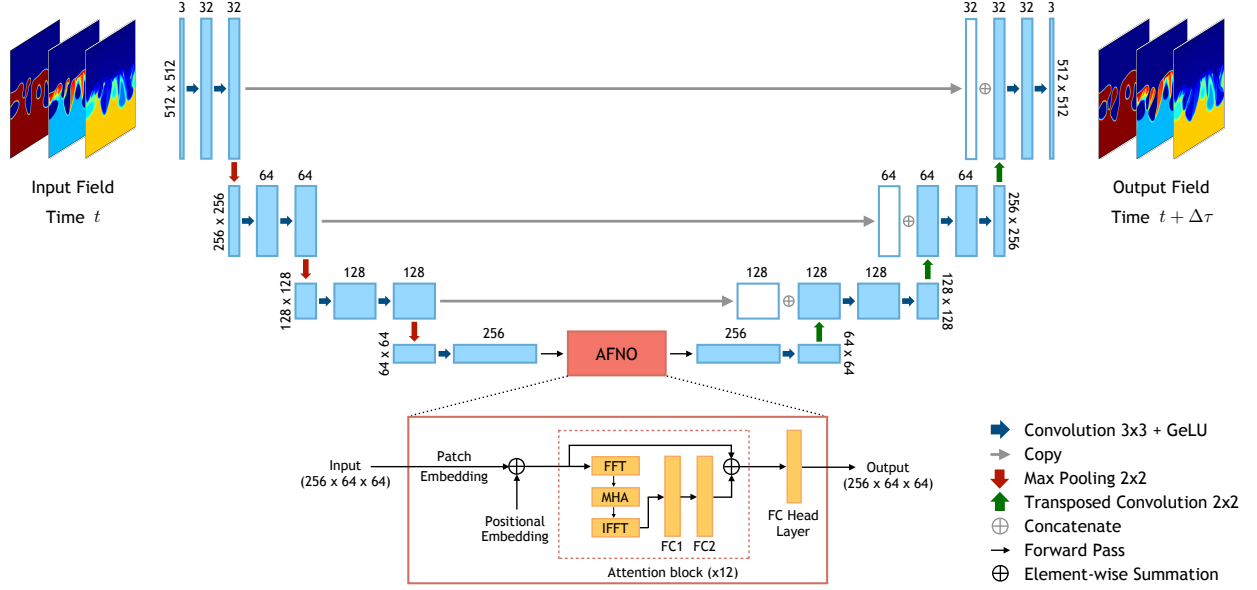 3 32 32
32 32 32 3
512 x 512
512 x 512
Input Field
Time t
Output Field
Time t + Δτ
64 64
64 64 64
256 x 256
256 x 256
128 128
128 128 128
128 x 128
128 x 128
256
AFNO
256
64 x 64
64 x 64
Input
(256 x 64 x 64)
Patch
Embedding
Positional
Embedding
FFT
MHA
IFFT
FC1 FC2
Attention block (x12)
FC Head
Layer
Output
(256 x 64 x 64)
Convolution 3x3 + GeLU
Copy
Max Pooling 2x2
Transposed Convolution 2x2
Concatenate
Forward Pass
Element-wise Summation